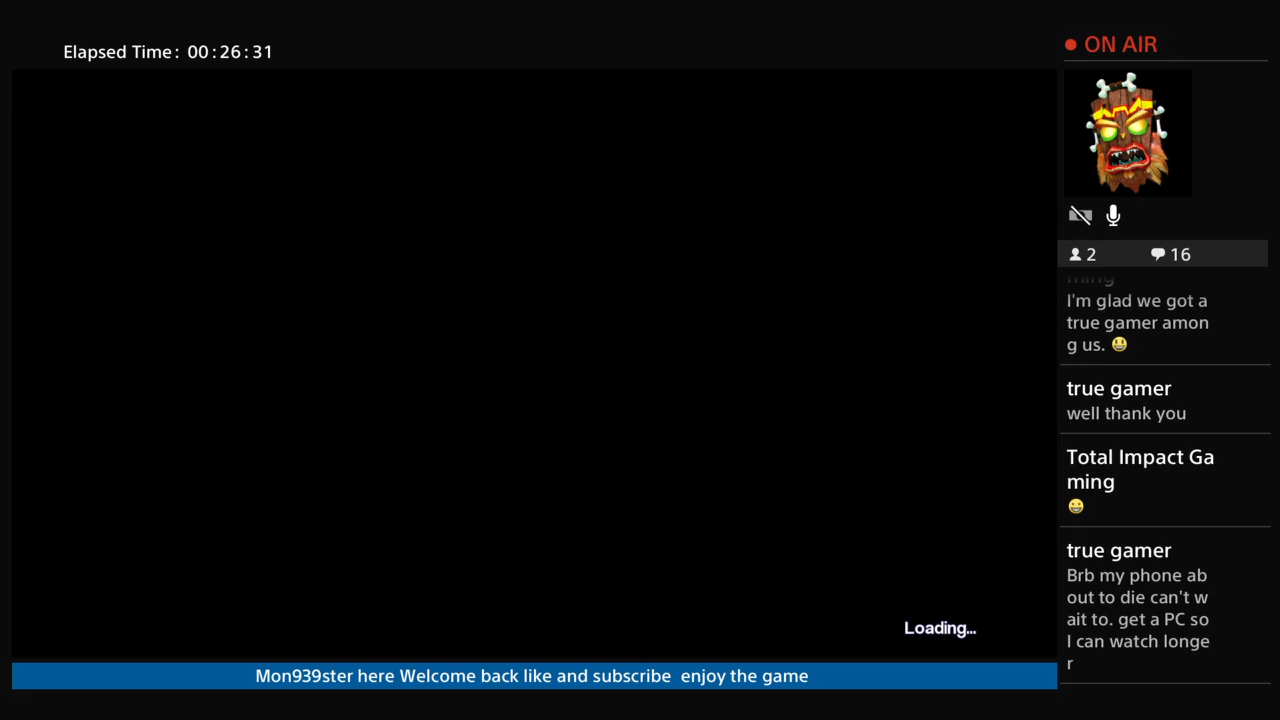 Elapsed Time: 00:26:31
ON AIR
2 16
ming
I'm glad we got a
true gamer amon
g us. 😃
true gamer
well thank you
Total Impact Ga
ming
😀
true gamer
Brb my phone ab
out to die can't w
ait to. get a PC so
I can watch longe
r
Loading...
Mon939ster here Welcome back like and subscribe enjoy the game